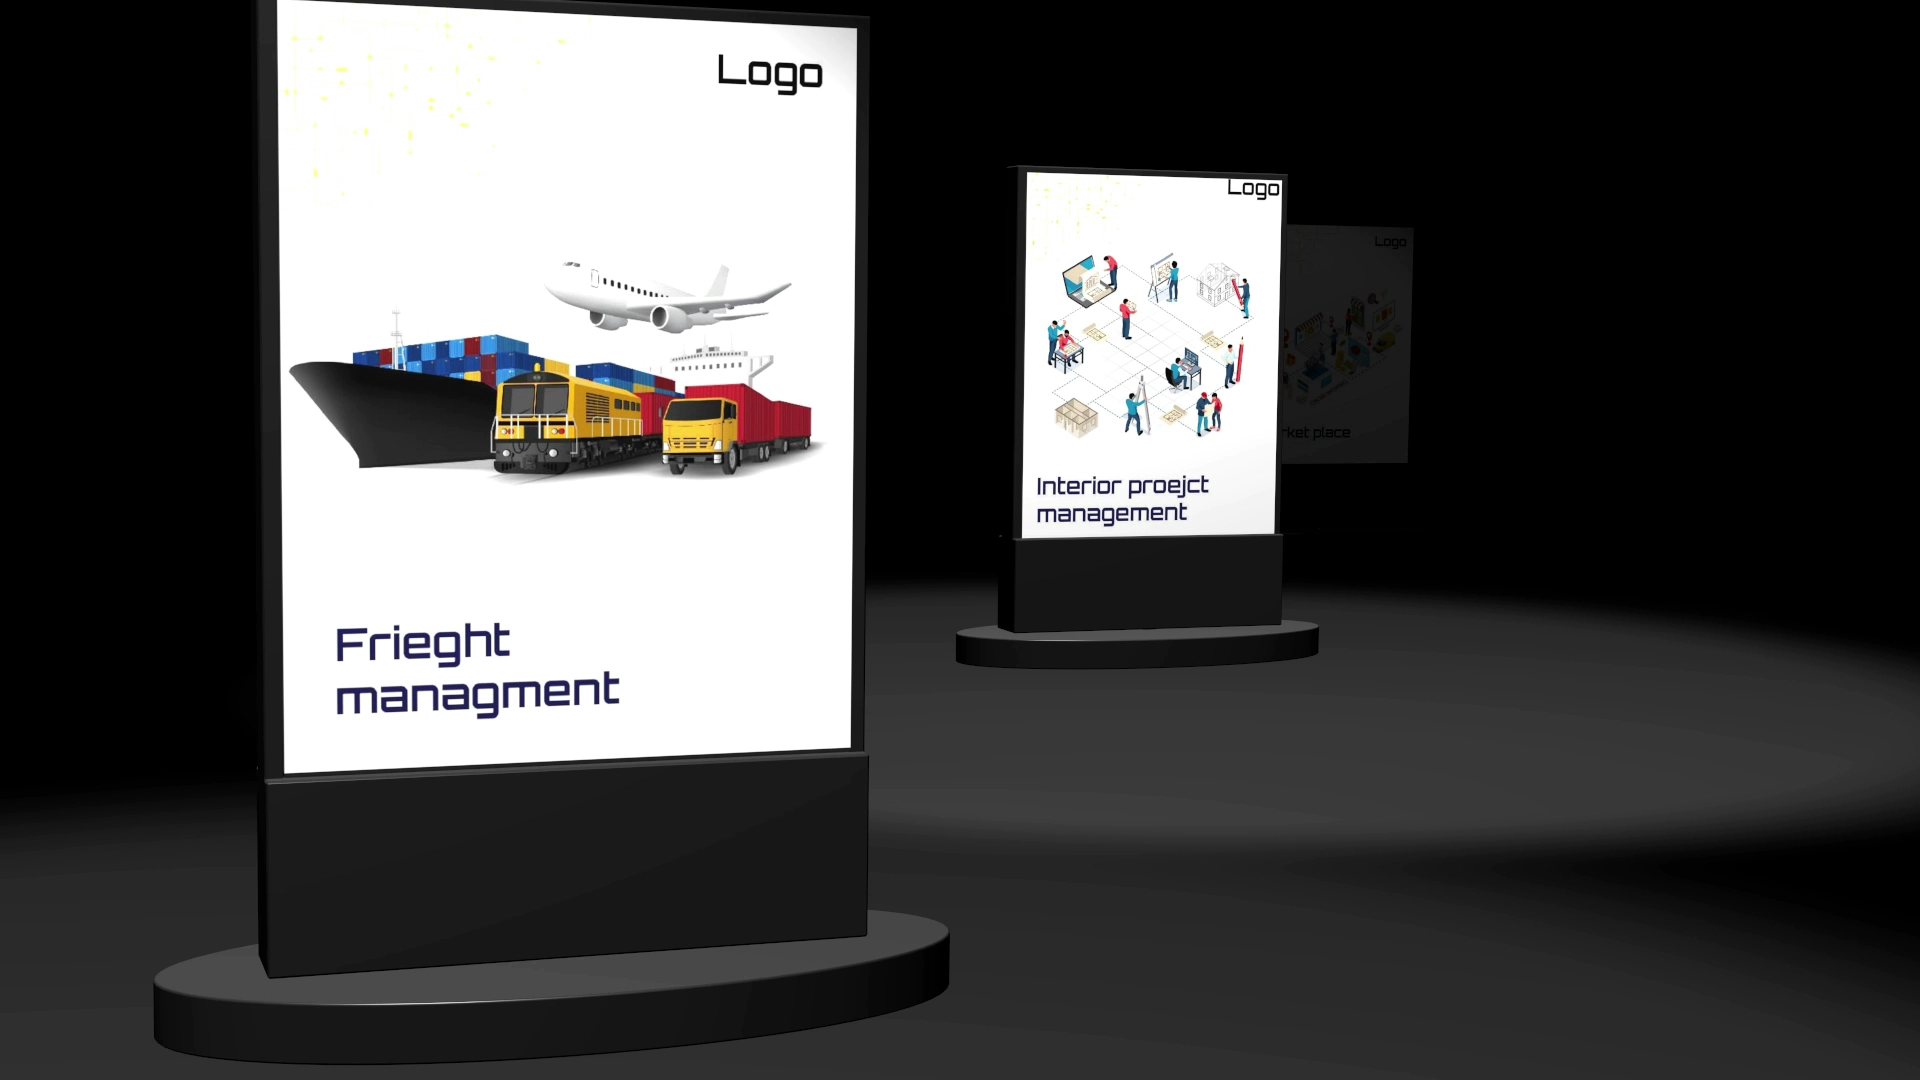 Logo
Frieght
managment
Logo
Interior proejct
management
Logo
rket place